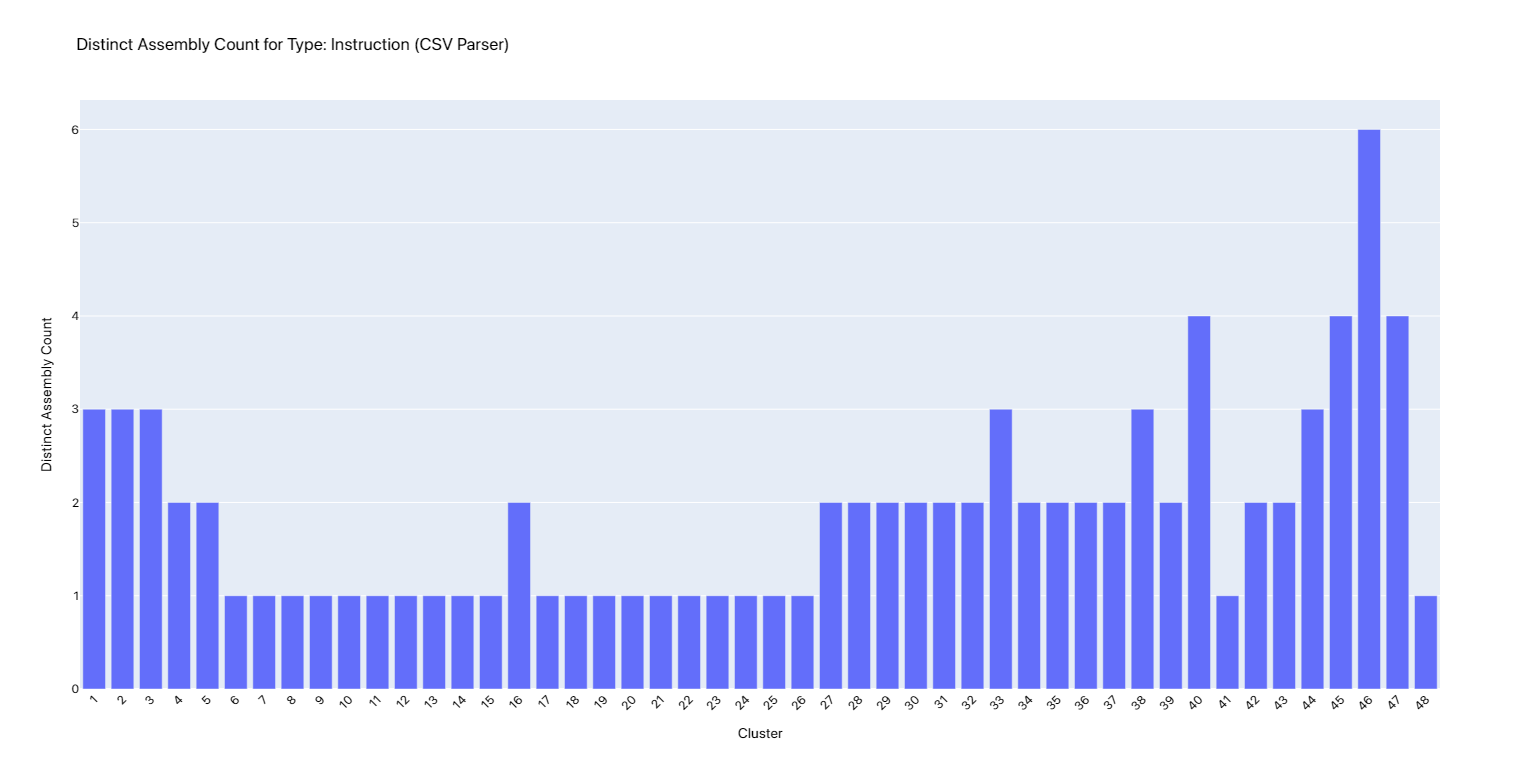 Distinct Assembly Count for Type: Instruction (CSV Parser)
6
5
4
3
2
1
0
Distinct Assembly Count
1 2 3 4 5 6 7 8 9 10 11 12 13 14 15 16 17 18 19 20 21 22 23 24 25 26 27 28 29 30 31 32 33 34 35 36 37 38 39 40 41 42 43 44 45 46 47 48
Cluster